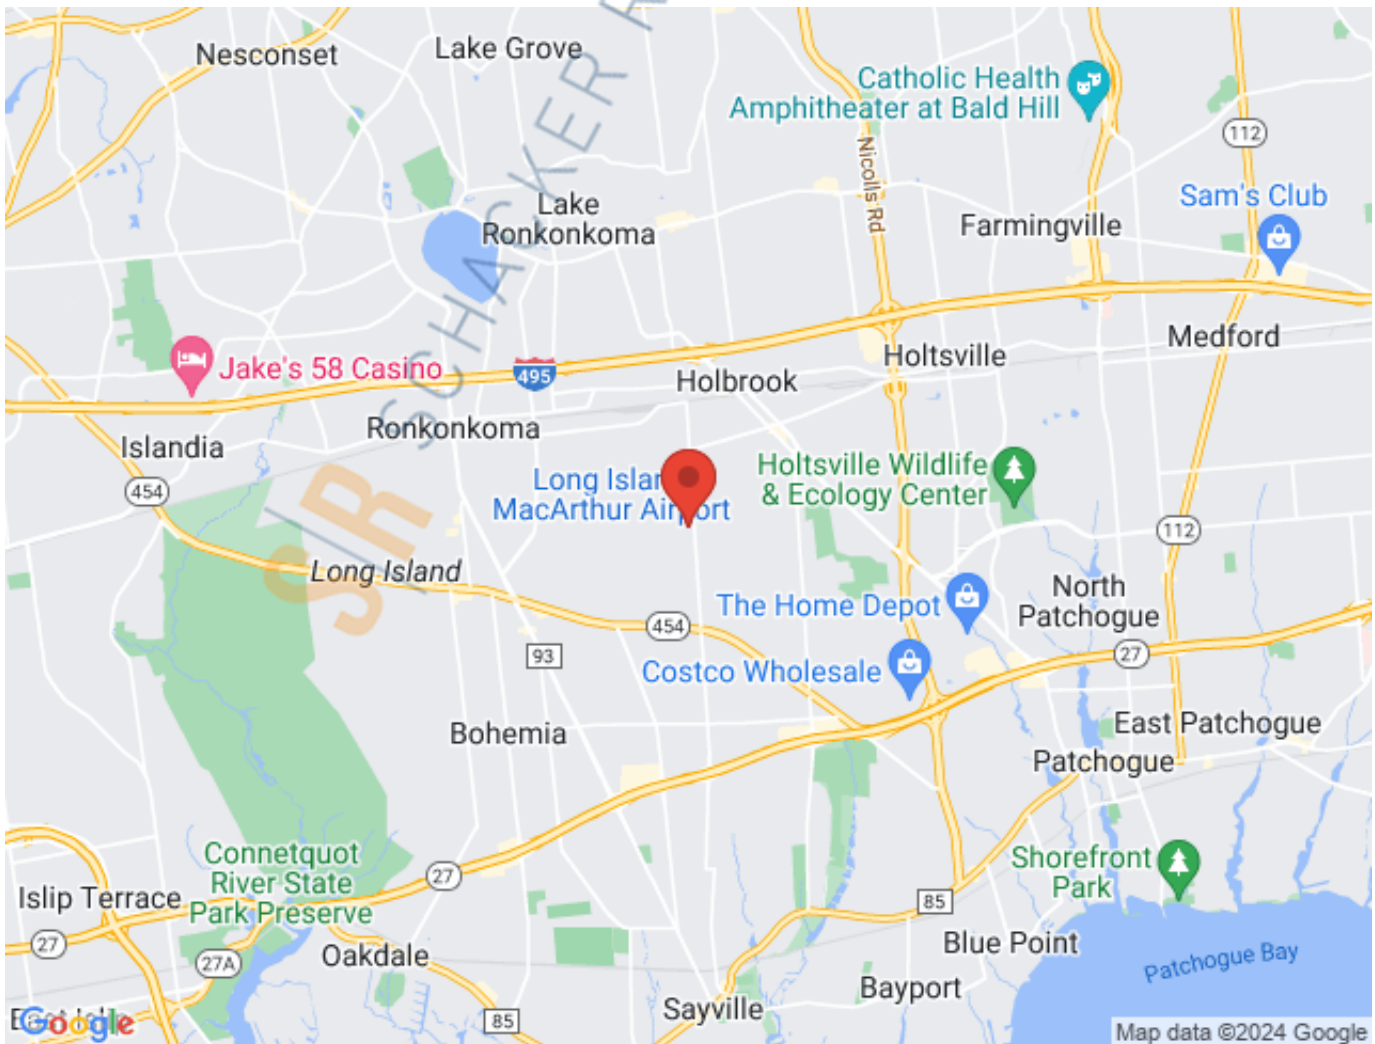 Nesconset
Lake Grove
Catholic Health
Amphitheater at Bald Hill
112
Nicolls Rd
Sam's Club
Lake
Ronkonkoma
Farmingville
Medford
Jake's 58 Casino
495
Holbrook
Holtsville
Ronkonkoma
Islandia
454
Long Islan
MacArthur Airport
Holtsville Wildlife
& Ecology Center
112
Long Island
The Home Depot
North
Patchogue
454
93
27
Costco Wholesale
Bohemia
East Patchogue
Patchogue
Connetquot
River State
Park Preserve
27
Shorefront
Park
Islip Terrace
85
27
27A
Oakdale
Blue Point
Patchogue Bay
Bayport
Sayville
85
Google
Map data ©2024 Google
S/R SCHACKER R